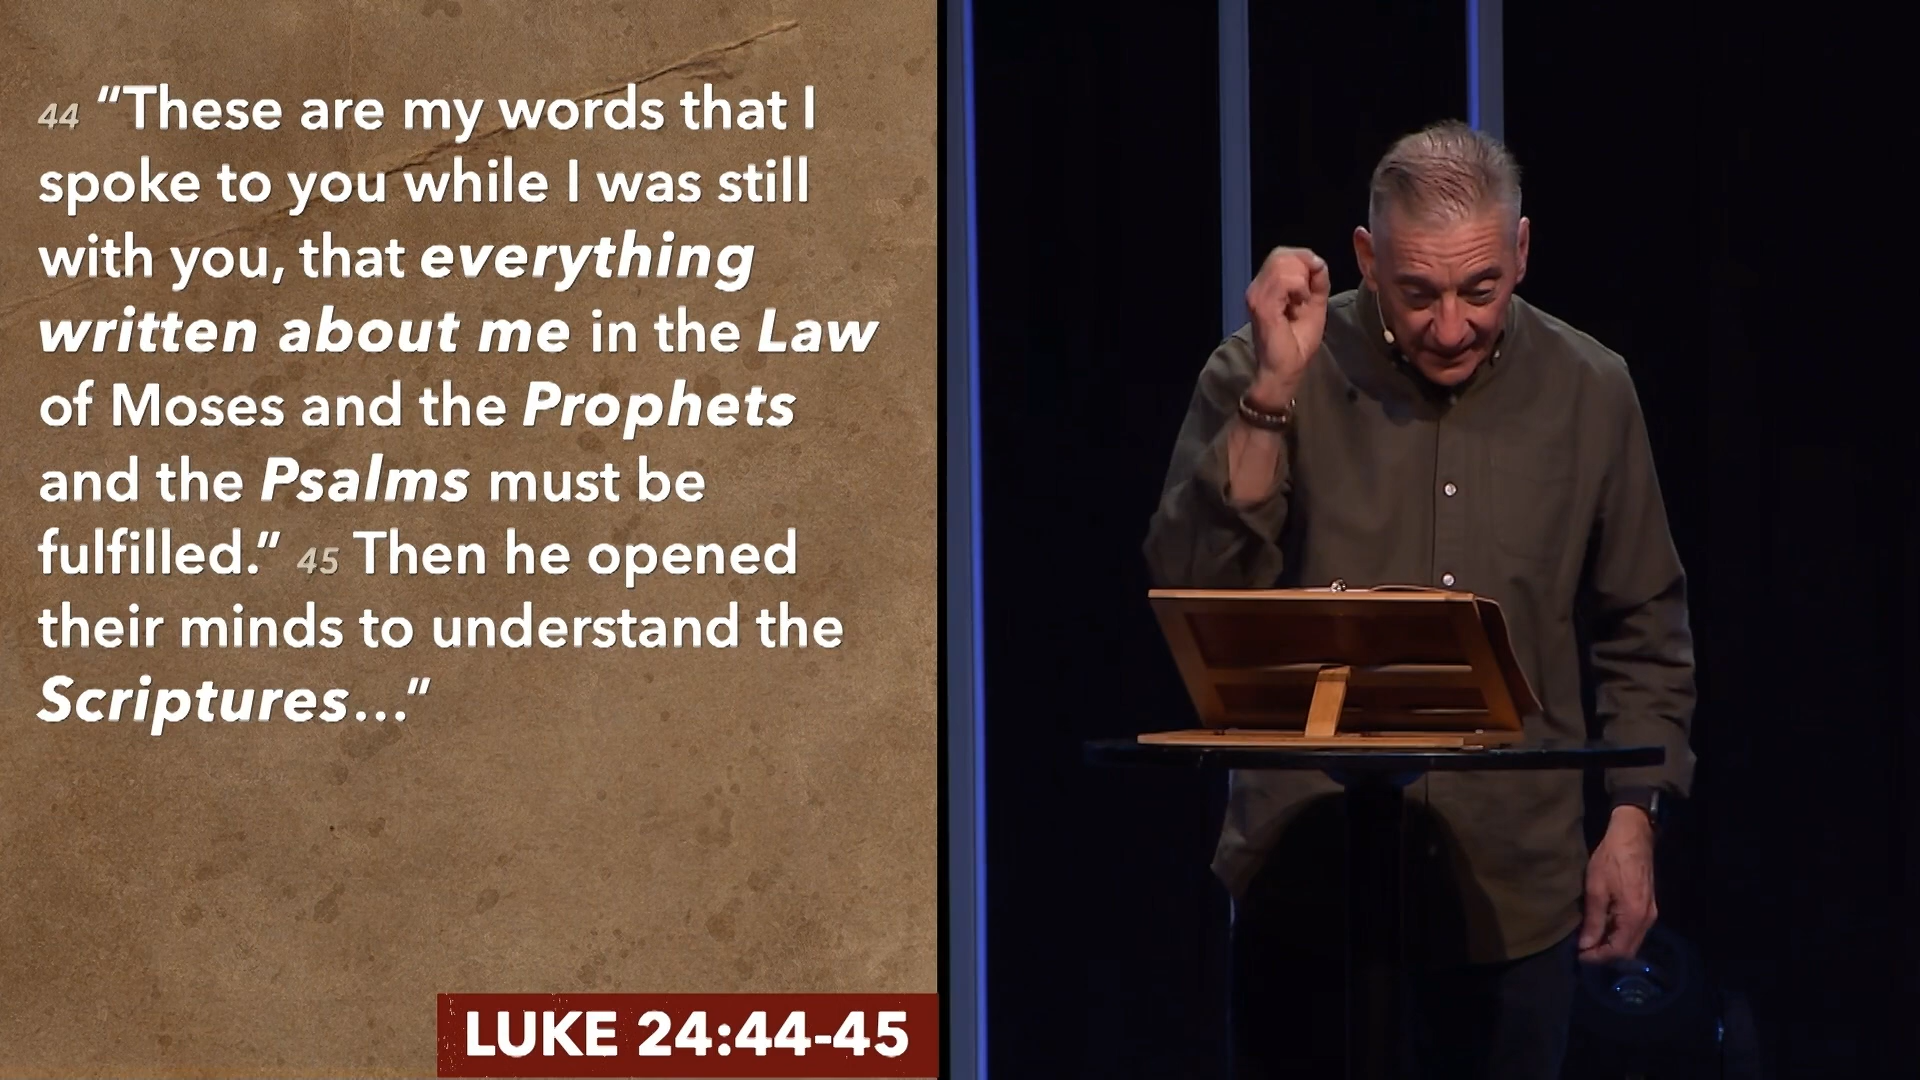 44 "These are my words that I
spoke to you while I was still
with you, that everything
written about me in the Law
of Moses and the Prophets
and the Psalms must be
fulfilled." 45 Then he opened
their minds to understand the
Scriptures..."
LUKE 24:44-45